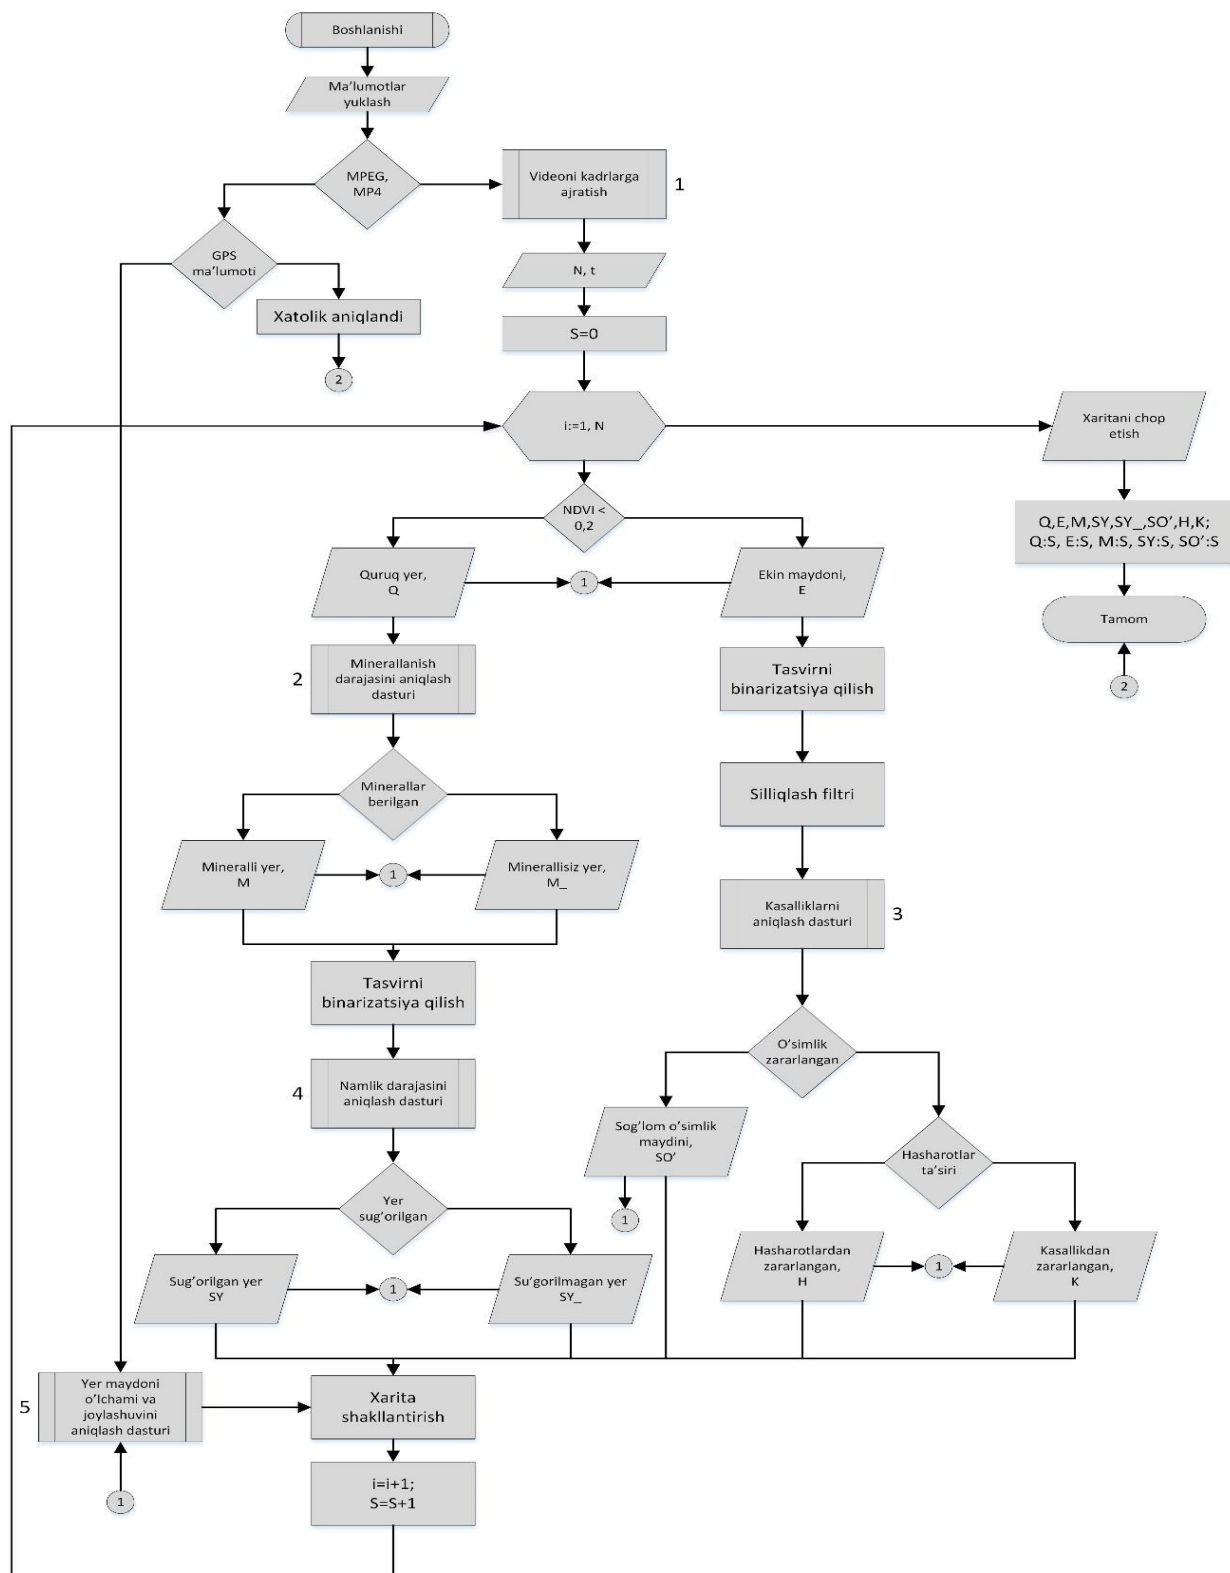 Boshlanishi
Ma'lumotlar
yuklash
MPEG,
MP4
Videoni kadrlarga
ajratish
1
GPS
ma'lumoti
N, t
Xatolik aniqlandi
S=0
2
i:=1, N
Xaritani chop
etish
NDVI <
0,2
Q,E,M,SY,SY_,SO',H,K;
Q:S, E:S, M:S, SY:S, SO':S
Quruq yer,
Q
1
Ekin maydoni,
E
Tamom
2
2
Minerallanish
darajasini aniqlash
dasturi
Tasvirni
binarizatsiya qilish
Minerallar
berilgan
Silliqlash filtri
Mineralli yer,
M
1
Minerallisiz yer,
M_
Kasalliklarni
aniqlash dasturi
3
Tasvirni
binarizatsiya qilish
O'simlik
zararlangan
4
Namlik darajasini
aniqlash dasturi
Sog'lom o'simlik
maydini,
SO'
Hasharotlar
ta'siri
Yer
sug'orilgan
1
Sug'orilgan yer
SY
1
Su'gorilmagan yer
SY_
Hasharotlardan
zararlangan,
H
1
Kasallikdan
zararlangan,
K
5
Yer maydoni
o'lchami va
joylashuvini
aniqlash dasturi
Xarita
shakllantirish
1
i=i+1;
S=S+1